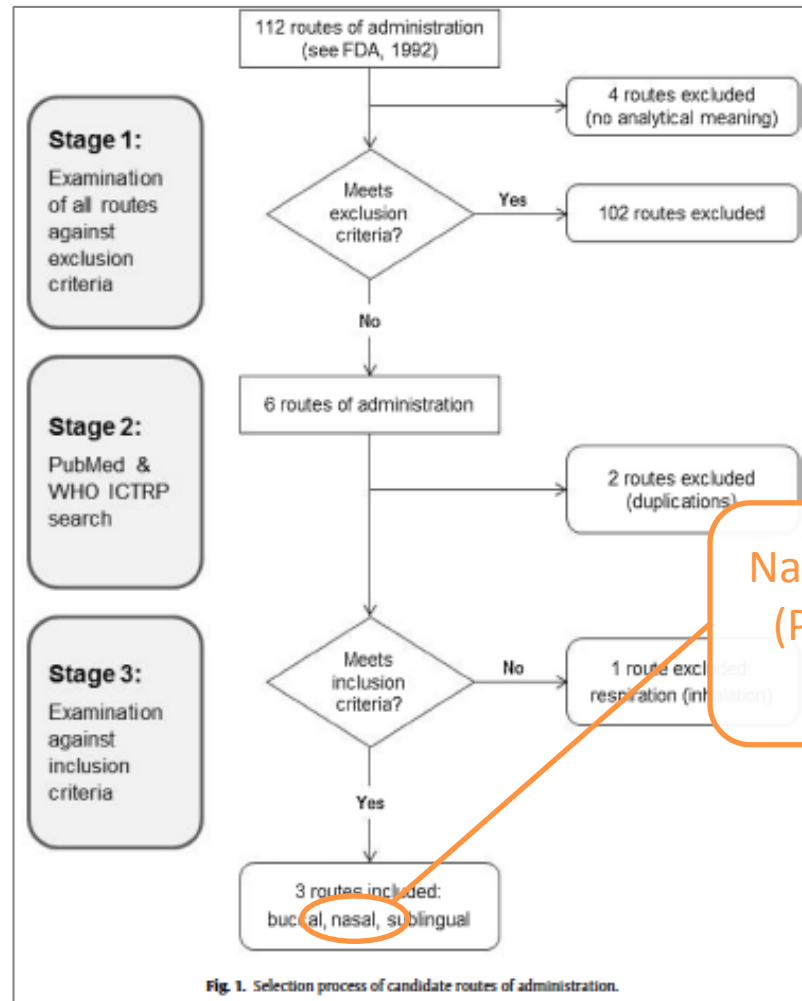 112 routes of administration
(see FDA, 1992)
4 routes excluded
(no analytical meaning)
Stage 1:
Examination
of all routes
against
exclusion
criteria
Meets
exclusion
criteria?
Yes
102 routes excluded
No
6 routes of administration
Stage 2:
PubMed &
WHO ICTRP
search
2 routes excluded
(duplications)
Na
(P
Stage 3:
Examination
against
inclusion
criteria
Meets
inclusion
criteria?
No
1 route excluded:
respiration (inhalation)
Yes
3 routes included:
buccal, nasal, sublingual
Fig. 1. Selection process of candidate routes of administration.